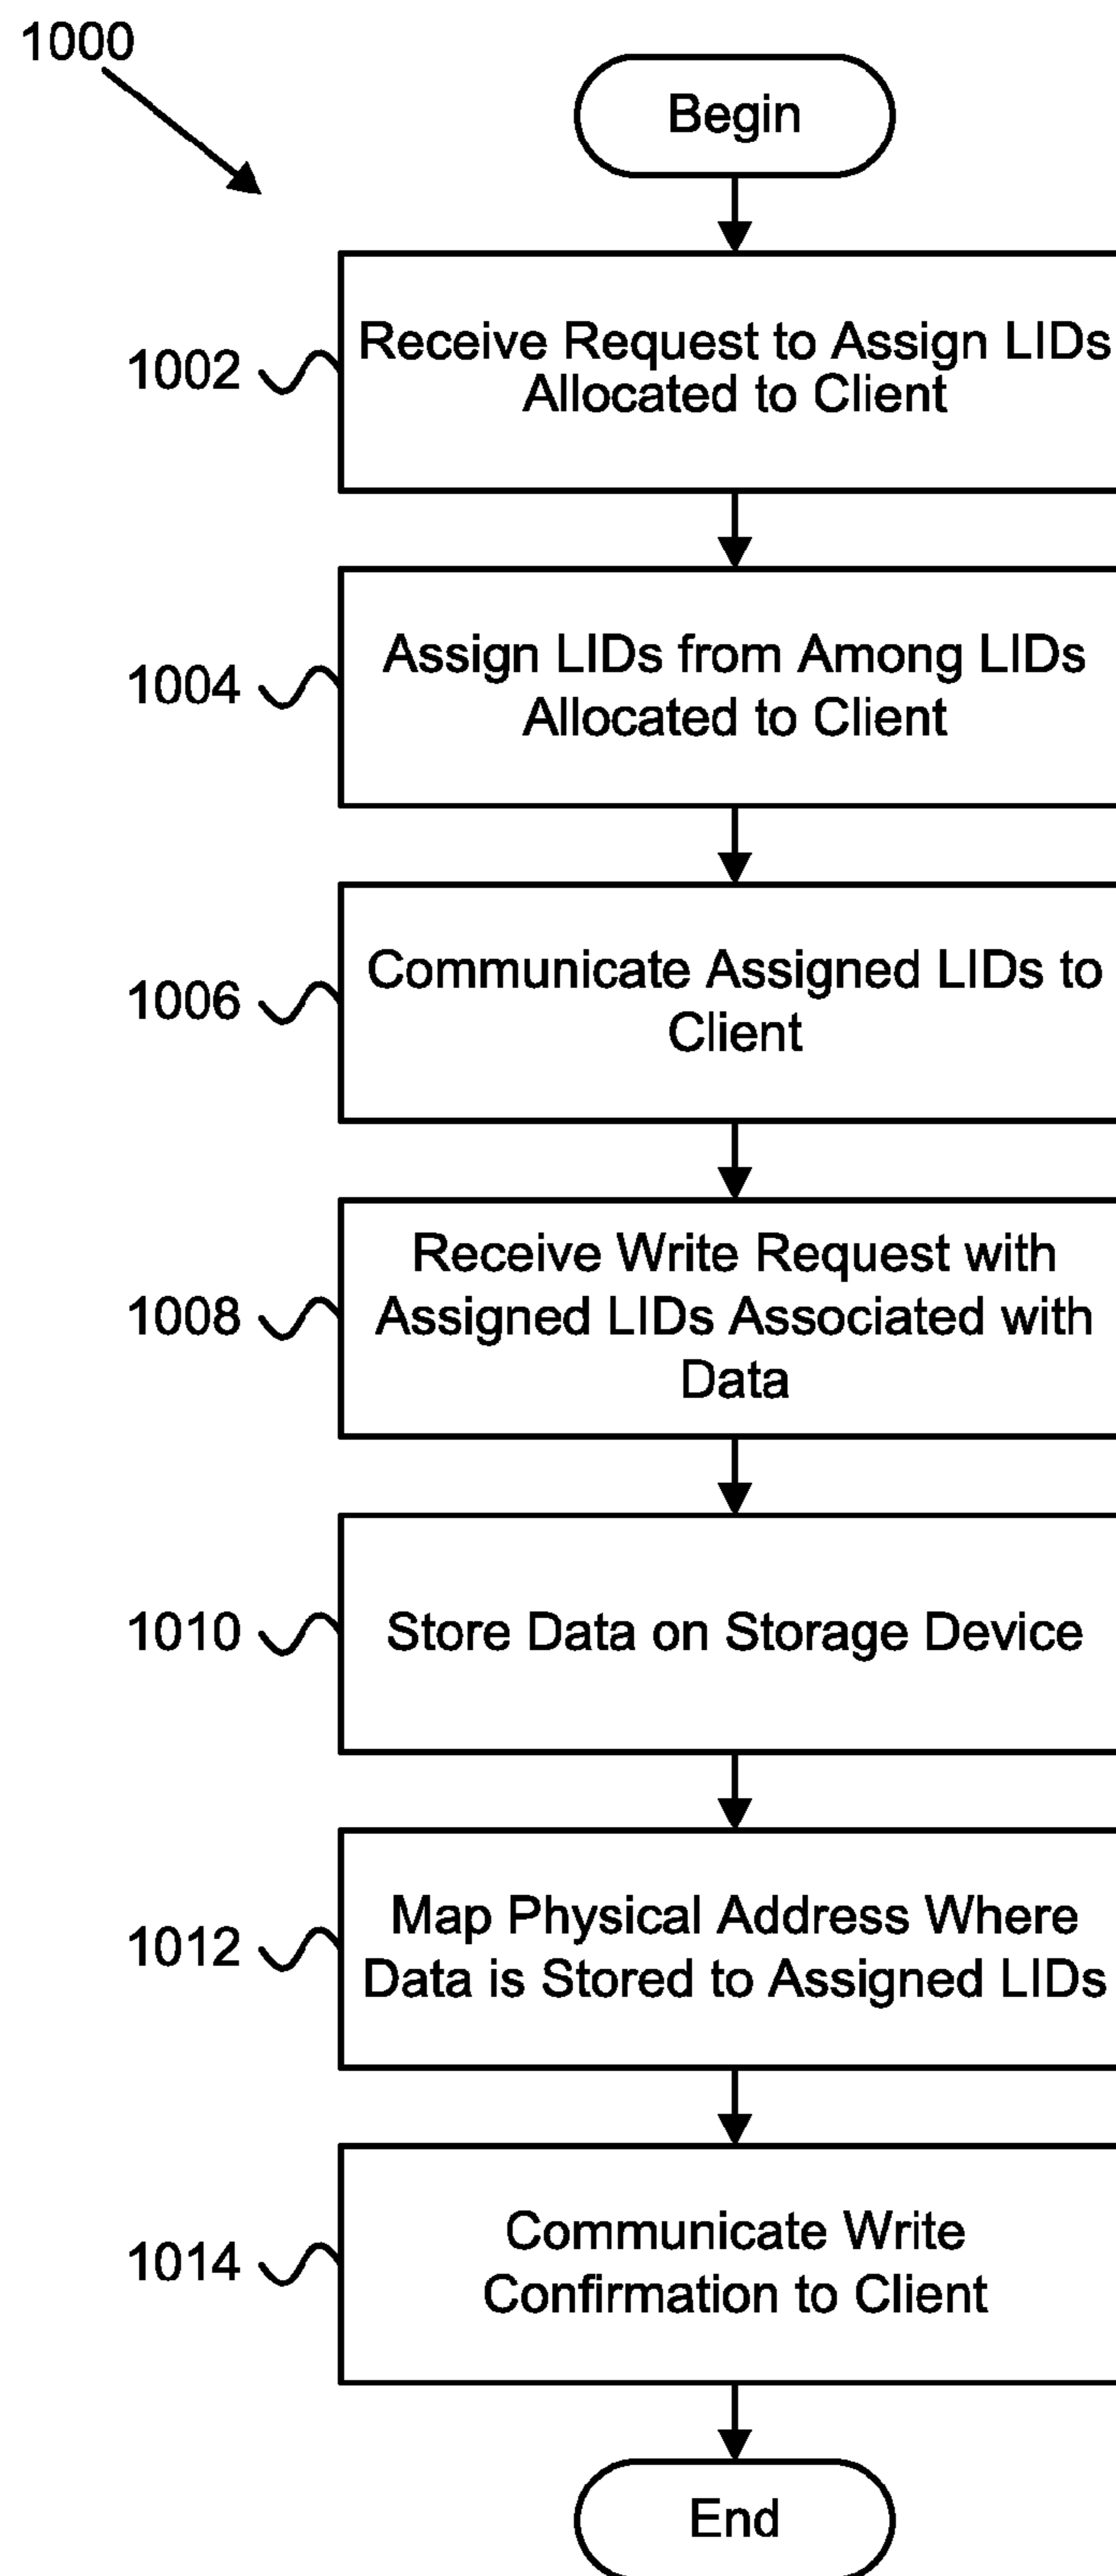 1000
Begin
1002
Receive Request to Assign LIDs
Allocated to Client
1004
Assign LIDs from Among LIDs
Allocated to Client
1006
Communicate Assigned LIDs to
Client
1008
Receive Write Request with
Assigned LIDs Associated with
Data
1010
Store Data on Storage Device
1012
Map Physical Address Where
Data is Stored to Assigned LIDs
1014
Communicate Write
Confirmation to Client
End